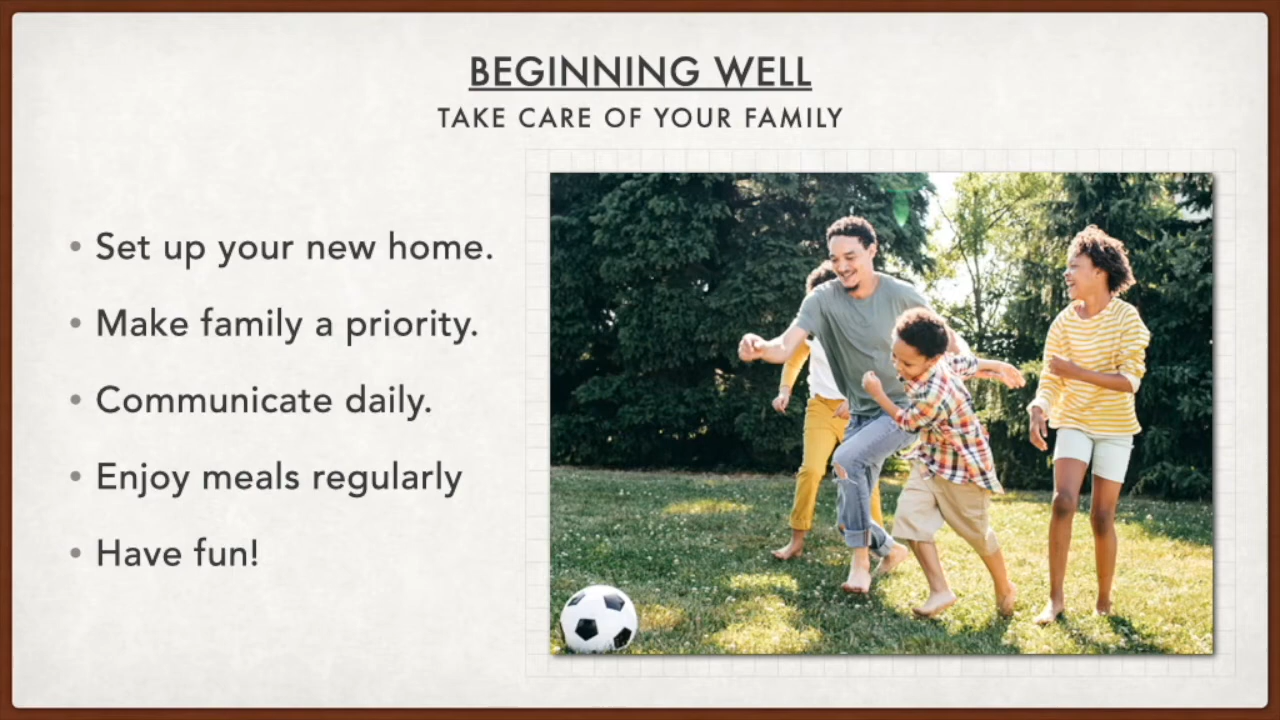 BEGINNING WELL
TAKE CARE OF YOUR FAMILY
• Set up your new home.
• Make family a priority.
• Communicate daily.
• Enjoy meals regularly
• Have fun!